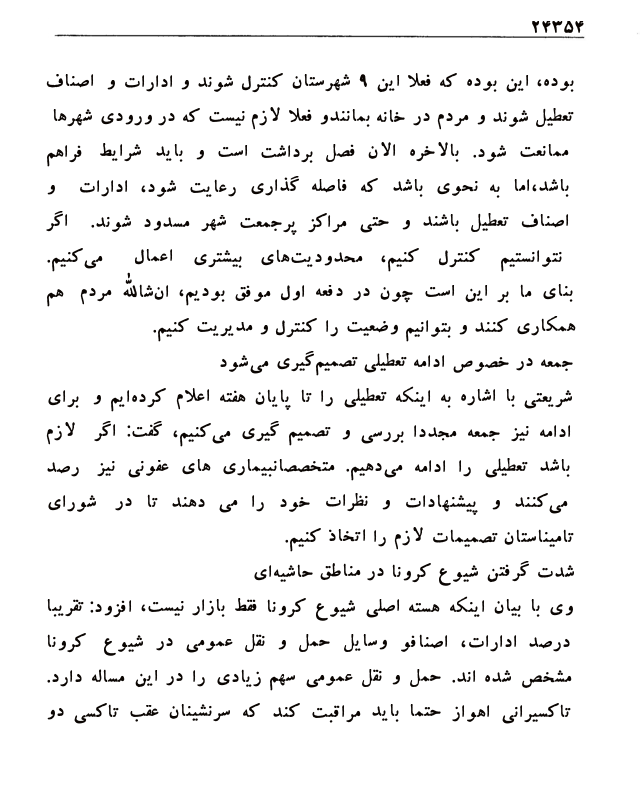 ۲۴۳۵۴
بوده، این بوده که فعلا این ۹ شهرستان کنترل شوند و ادارات و اصناف
تعطیل شوند و مردم در خانه بمانندو فعلا لازم نیست که در ورودی شهرها
ممانعت شود. بالاخره الان فصل برداشت است و باید شرایط فراهم
باشد،اما به نحوی باشد که فاصله گذاری رعایت شود، ادارات و
اصناف تعطیل باشند و حتی مراکز پرجمعت شهر مسدود شوند. اگر
نتوانستیم کنترل کنیم، محدودیت‌های بیشتری اعمال می‌کنیم.
بنای ما بر این است چون در دفعه اول موفق بودیم، ان‌شالله مردم هم
همکاری کنند و بتوانیم وضعیت را کنترل و مدیریت کنیم.
جمعه در خصوص ادامه تعطیلی تصمیم‌گیری می‌شود
شریعتی با اشاره به اینکه تعطیلی را تا پایان هفته اعلام کرده‌ایم و برای
ادامه نیز جمعه مجددا بررسی و تصمیم گیری می‌کنیم، گفت: اگر لازم
باشد تعطیلی را ادامه می‌دهیم. متخصصانبیماری های عفونی نیز رصد
می‌کنند و پیشنهادات و نظرات خود را می دهند تا در شورای
تامیناستان تصمیمات لازم را اتخاذ کنیم.
شدت گرفتن شیوع کرونا در مناطق حاشیه‌ای
وی با بیان اینکه هسته اصلی شیوع کرونا فقط بازار نیست، افزود: تقریبا
درصد ادارات، اصنافو وسایل حمل و نقل عمومی در شیوع کرونا
مشخص شده اند. حمل و نقل عمومی سهم زیادی را در این مساله دارد.
تاکسیرانی اهواز حتما باید مراقبت کند که سرنشینان عقب تاکسی دو